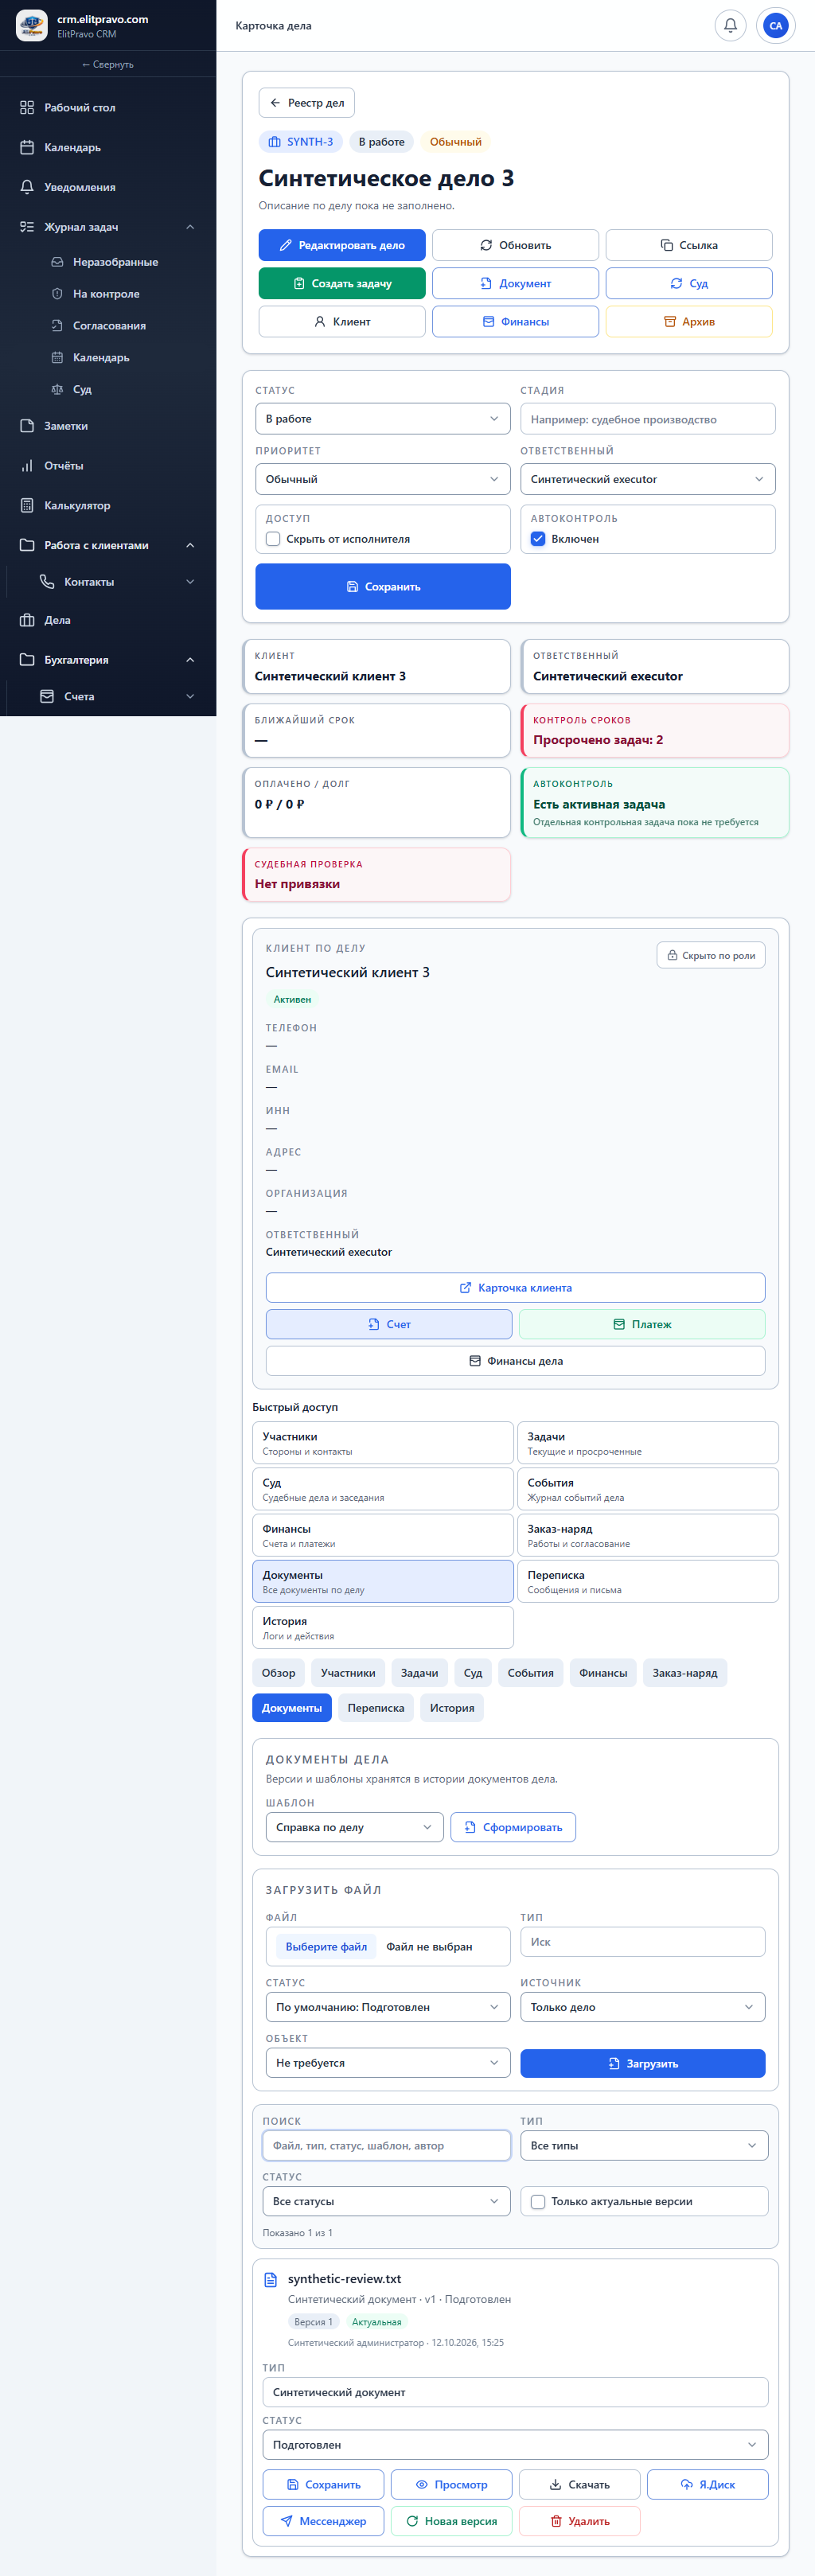 crm.elitpravo.com
ElitPravo CRM
← Свернуть
Рабочий стол
Календарь
Уведомления
Журнал задач
Неразобранные
На контроле
Согласования
Календарь
Суд
Заметки
Отчёты
Калькулятор
Работа с клиентами
Контакты
Дела
Бухгалтерия
Счета
Карточка дела
СА
Реестр дел
SYNTH-3 В работе Обычный
Синтетическое дело 3
Описание по делу пока не заполнено.
Редактировать дело Обновить Ссылка
Создать задачу Документ Суд
Клиент Финансы Архив
СТАТУС СТАДИЯ
В работе Например: судебное производство
ПРИОРИТЕТ ОТВЕТСТВЕННЫЙ
Обычный Синтетический executor
ДОСТУП АВТОКОНТРОЛЬ
Скрыть от исполнителя Включен
Сохранить
КЛИЕНТ ОТВЕТСТВЕННЫЙ
Синтетический клиент 3 Синтетический executor
БЛИЖАЙШИЙ СРОК КОНТРОЛЬ СРОКОВ
— Просрочено задач: 2
ОПЛАЧЕНО / ДОЛГ АВТОКОНТРОЛЬ
0 ₽ / 0 ₽ Есть активная задача
Отдельная контрольная задача пока не требуется
СУДЕБНАЯ ПРОВЕРКА
Нет привязки
КЛИЕНТ ПО ДЕЛУ Скрыто по роли
Синтетический клиент 3
Активен
ТЕЛЕФОН
—
EMAIL
—
ИНН
—
АДРЕС
—
ОРГАНИЗАЦИЯ
—
ОТВЕТСТВЕННЫЙ
Синтетический executor
Карточка клиента
Счет Платеж
Финансы дела
Быстрый доступ
Участники Задачи
Стороны и контакты Текущие и просроченные
Суд События
Судебные дела и заседания Журнал событий дела
Финансы Заказ-наряд
Счета и платежи Работы и согласование
Документы Переписка
Все документы по делу Сообщения и письма
История
Логи и действия
Обзор Участники Задачи Суд События Финансы Заказ-наряд
Документы Переписка История
ДОКУМЕНТЫ ДЕЛА
Версии и шаблоны хранятся в истории документов дела.
ШАБЛОН
Справка по делу Сформировать
ЗАГРУЗИТЬ ФАЙЛ
ФАЙЛ ТИП
Выберите файл Файл не выбран Иск
СТАТУС ИСТОЧНИК
По умолчанию: Подготовлен Только дело
ОБЪЕКТ
Не требуется Загрузить
ПОИСК ТИП
Файл, тип, статус, шаблон, автор Все типы
СТАТУС
Все статусы Только актуальные версии
Показано 1 из 1
synthetic-review.txt
Синтетический документ · v1 · Подготовлен
Версия 1 Актуальная
Синтетический администратор · 12.10.2026, 15:25
ТИП
Синтетический документ
СТАТУС
Подготовлен
Сохранить Просмотр Скачать Я.Диск
Мессенджер Новая версия Удалить